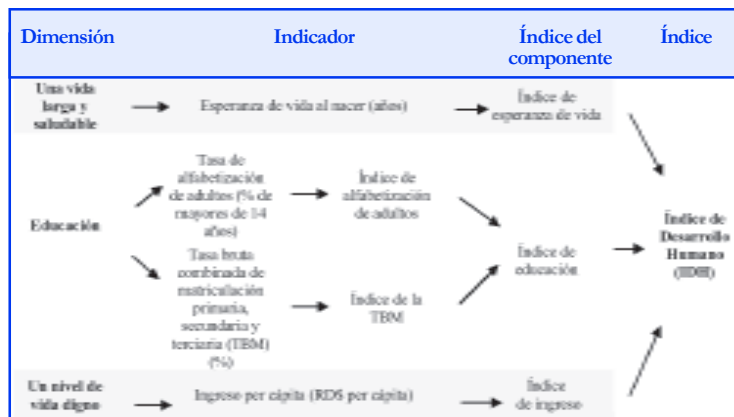 Dimensión
Indicador
Índice del
componente
Índice
Una vida
larga y
saludable
Esperanza de vida al nacer (años)
Índice de
esperanza de vida
Educación
Tasa de
alfabetización
de adultos (% de
mayores de 14
años)
Índice de
alfabetización
de adultos
Tasa bruta
combinada de
matriculación
primaria,
secundaria y
terciaria (TBM)
(%)
Índice de la
TBM
Índice de
educación
Índice de
Desarrollo
Humano
(IDH)
Un nivel de
vida digno
Ingreso per cápita (RD$ per cápita)
Índice
de ingreso